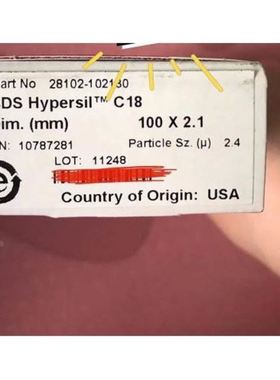 art No 28102-102130
DS Hypersil™ C18
Dim. (mm) 100 X 2.1
N: 10787281 Particle Sz. (µ) 2.4
LOT: 11248
Country of Origin: USA